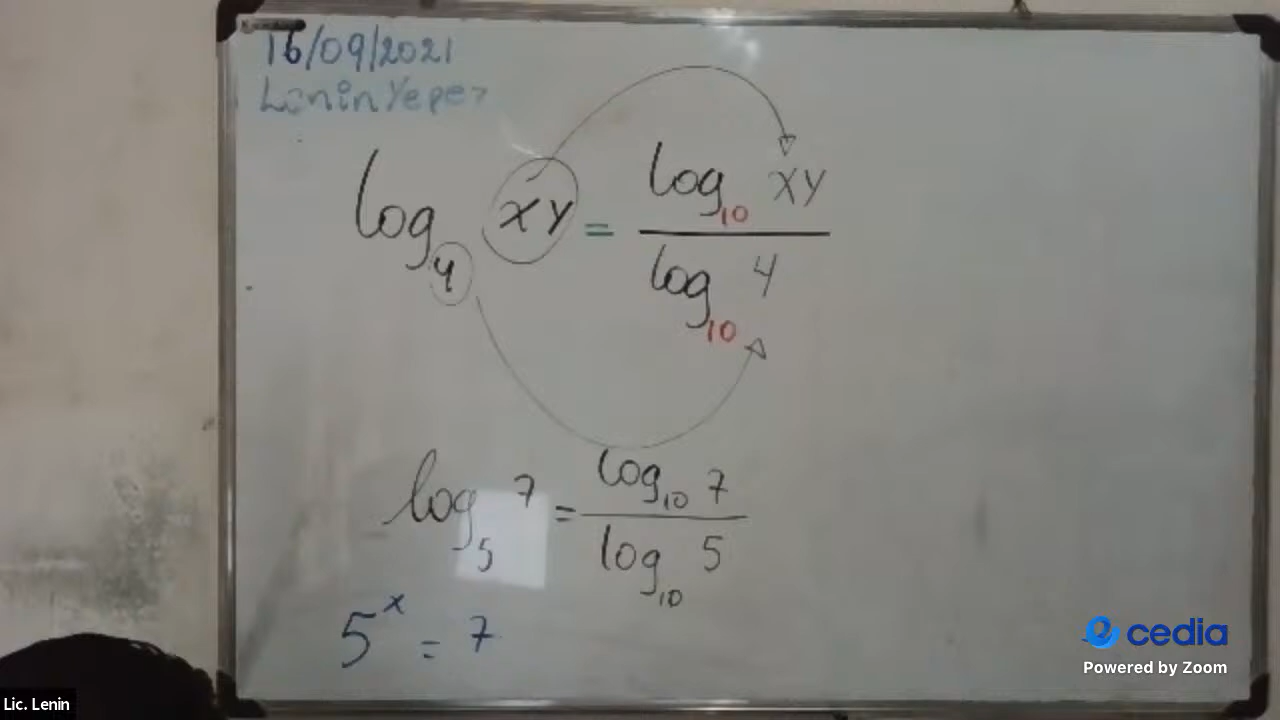 16/09/2021
Lenin Yepez
log₄ xy = log₁₀ xy / log₁₀ 4
log₅ 7 = log₁₀ 7 / log₁₀ 5
5ˣ = 7
cedia
Powered by Zoom
Lic. Lenin